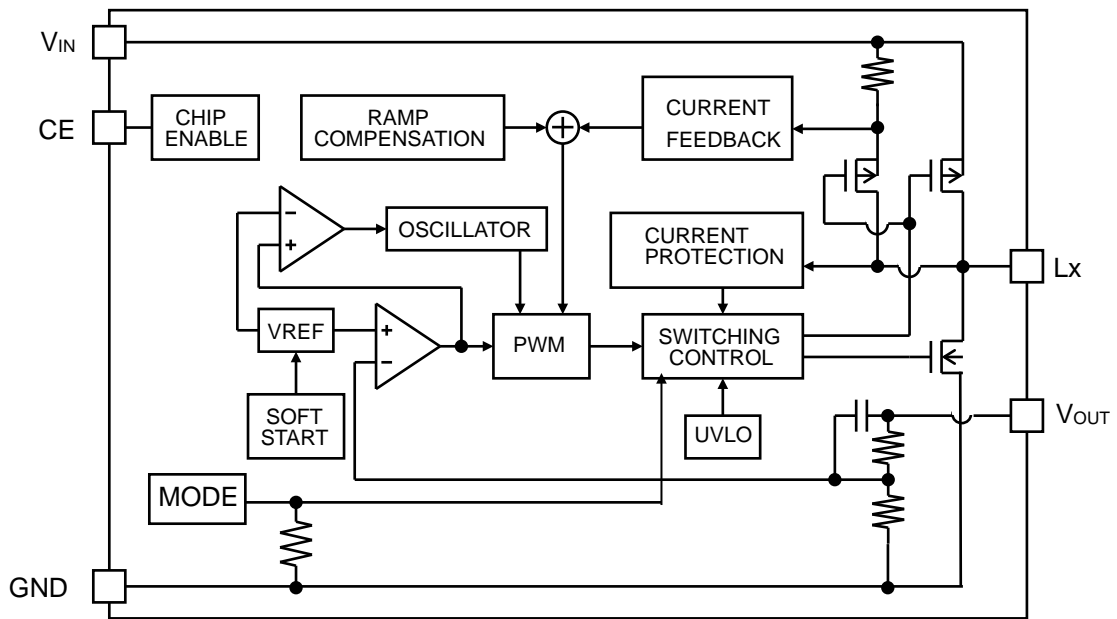 VIN
CE
CHIP
ENABLE
RAMP
COMPENSATION
+
CURRENT
FEEDBACK
−
+
OSCILLATOR
CURRENT
PROTECTION
Lx
VREF
+
−
PWM
SWITCHING
CONTROL
SOFT
START
UVLO
VOUT
MODE
GND